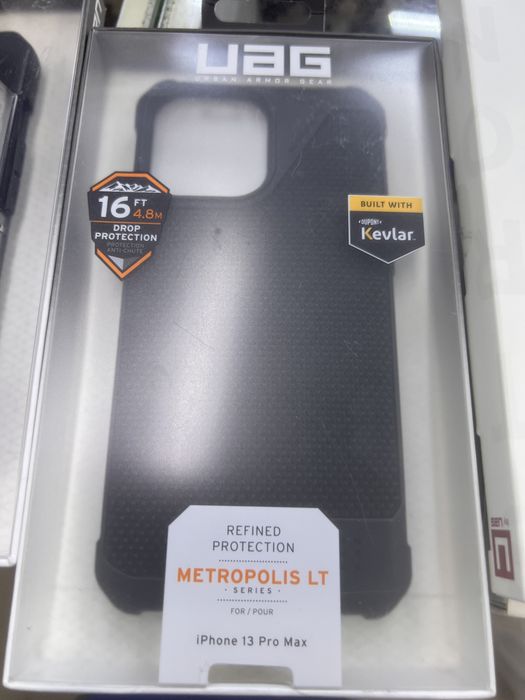 UAG
URBAN ARMOR GEAR
16 FT
4.8M
DROP
PROTECTION
PROTECTION
ANTI-CHUTE
BUILT WITH
‹DUPONT›
Kevlar™
REFINED
PROTECTION
METROPOLIS LT
· SERIES ·
FOR / POUR
iPhone 13 Pro Max